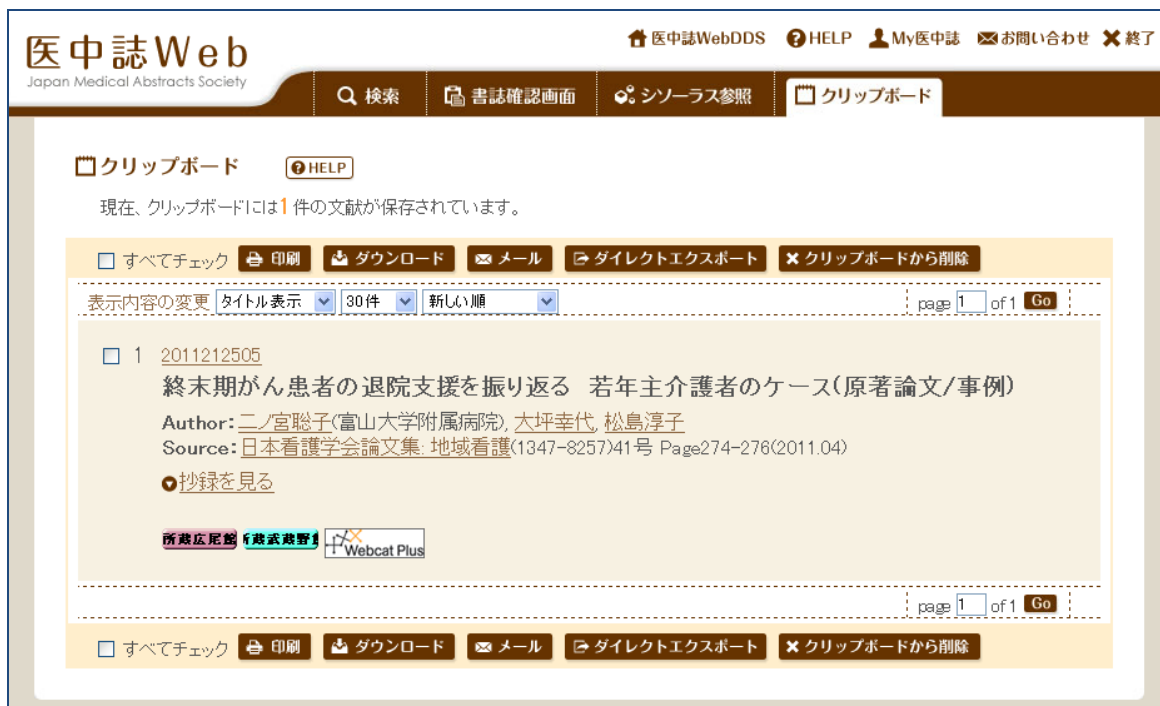 医中誌Web
Japan Medical Abstracts Society
医中誌WebDDS HELP My医中誌 お問い合わせ 終了
検索 書誌確認画面 シソーラス参照 クリップボード
クリップボード HELP
現在、クリップボードには1件の文献が保存されています。
すべてチェック 印刷 ダウンロード メール ダイレクトエクスポート クリップボードから削除
表示内容の変更 タイトル表示 30件 新しい順 page 1 of 1 Go
1 2011212505
終末期がん患者の退院支援を振り返る 若年主介護者のケース(原著論文/事例)
Author:二ノ宮聡子(富山大学附属病院), 大坪幸代, 松島淳子
Source:日本看護学会論文集: 地域看護(1347-8257)41号 Page274-276(2011.04)
抄録を見る
所蔵広尾館 所蔵武蔵野 Webcat Plus
page 1 of 1 Go
すべてチェック 印刷 ダウンロード メール ダイレクトエクスポート クリップボードから削除